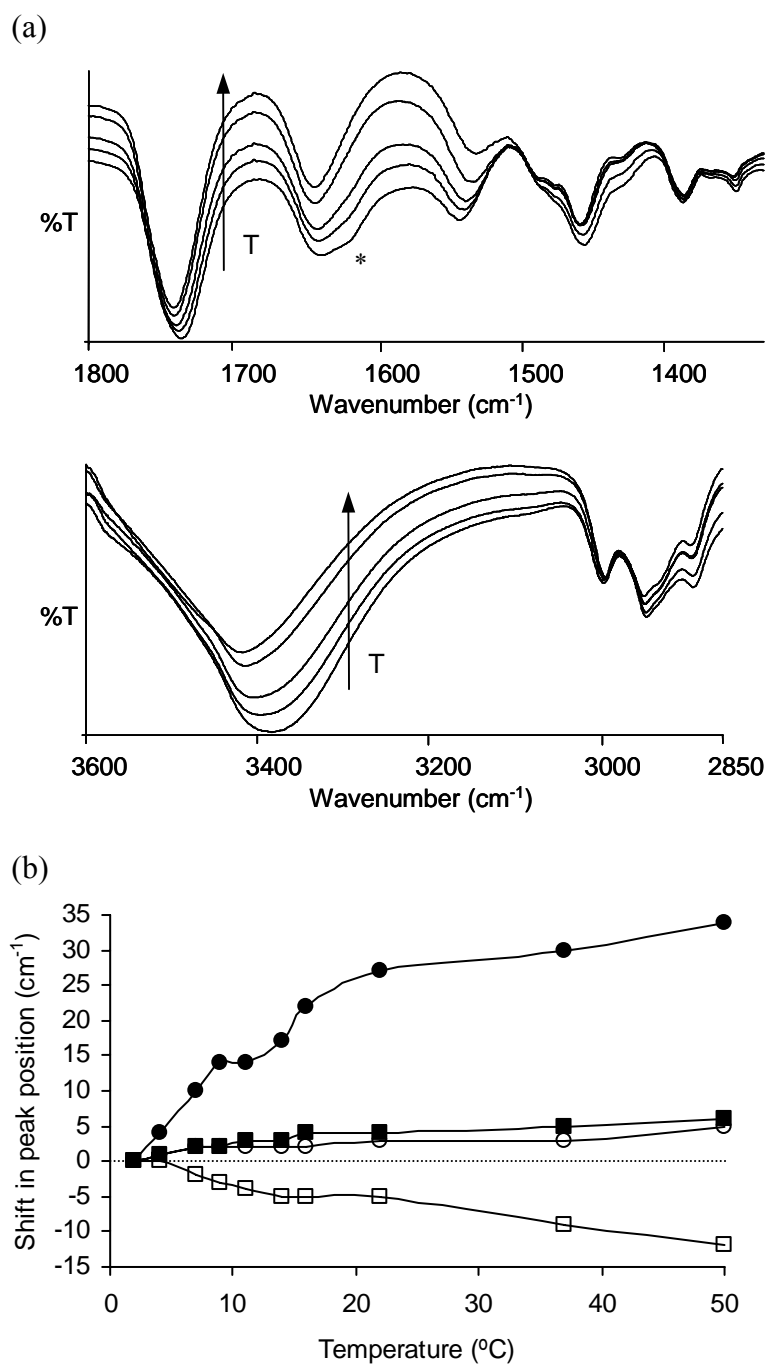 (a)
%T
T
*
1800 1700 1600 1500 1400
Wavenumber (cm-1)
%T
T
3600 3400 3200 3000 2850
Wavenumber (cm-1)
(b)
Shift in peak position (cm-1)
35
30
25
20
15
10
5
0
-5
-10
-15
0 10 20 30 40 50
Temperature (ºC)